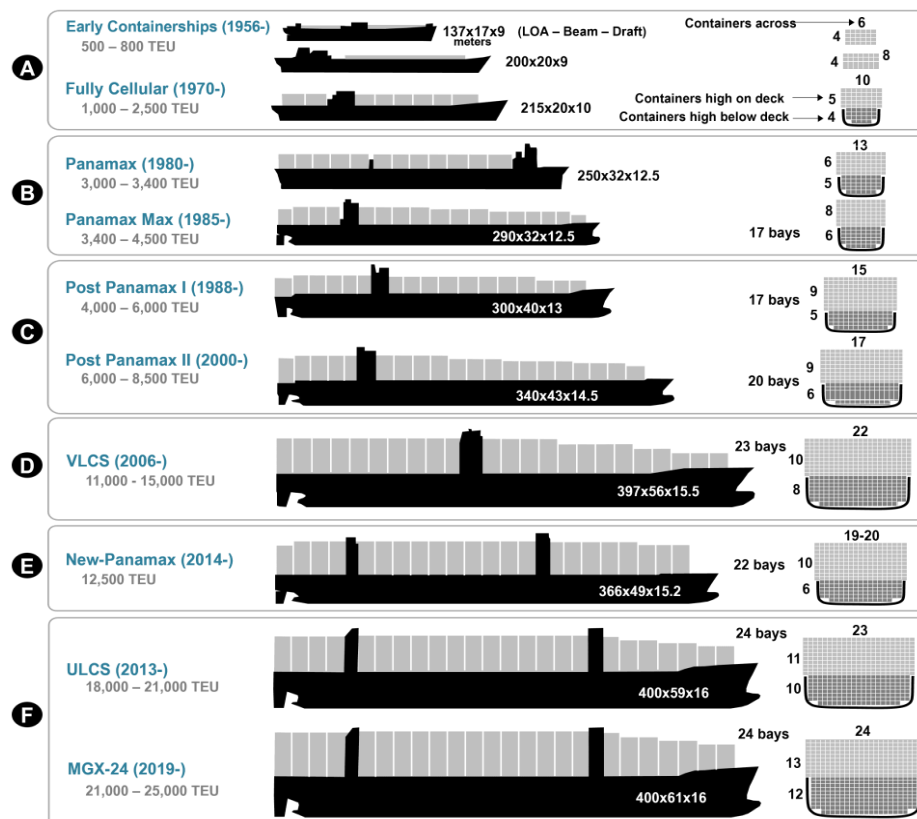 A
Early Containerships (1956-)
500 – 800 TEU
137x17x9
meters
(LOA – Beam – Draft)
Containers across
6
4
200x20x9
4
8
Fully Cellular (1970-)
1,000 – 2,500 TEU
215x20x10
10
Containers high on deck
5
Containers high below deck
4
B
Panamax (1980-)
3,000 – 3,400 TEU
250x32x12.5
13
6
5
Panamax Max (1985-)
3,400 – 4,500 TEU
290x32x12.5
17 bays
8
6
C
Post Panamax I (1988-)
4,000 – 6,000 TEU
300x40x13
17 bays
15
9
5
Post Panamax II (2000-)
6,000 – 8,500 TEU
340x43x14.5
20 bays
17
9
6
D
VLCS (2006-)
11,000 - 15,000 TEU
397x56x15.5
23 bays
22
10
8
E
New-Panamax (2014-)
12,500 TEU
366x49x15.2
22 bays
19-20
10
6
F
ULCS (2013-)
18,000 – 21,000 TEU
400x59x16
24 bays
23
11
10
MGX-24 (2019-)
21,000 – 25,000 TEU
400x61x16
24 bays
24
13
12